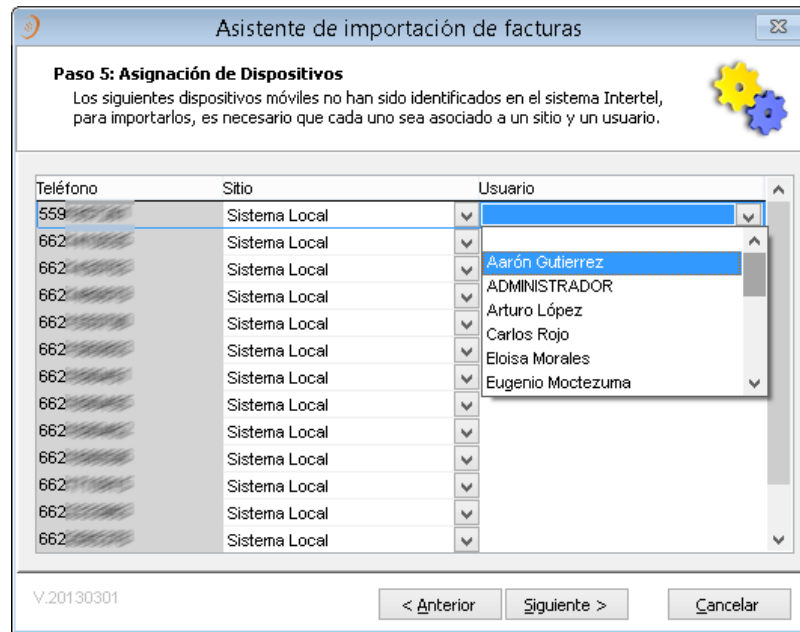 Asistente de importación de facturas
Paso 5: Asignación de Dispositivos
Los siguientes dispositivos móviles no han sido identificados en el sistema Intertel,
para importarlos, es necesario que cada uno sea asociado a un sitio y un usuario.
Teléfono Sitio Usuario
559 Sistema Local
662 Sistema Local
Aarón Gutierrez
662 Sistema Local
ADMINISTRADOR
662 Sistema Local
Arturo López
662 Sistema Local
Carlos Rojo
662 Sistema Local
Eloisa Morales
662 Sistema Local
Eugenio Moctezuma
662 Sistema Local
662 Sistema Local
662 Sistema Local
662 Sistema Local
662 Sistema Local
662 Sistema Local
V.20130301
< Anterior Siguiente > Cancelar